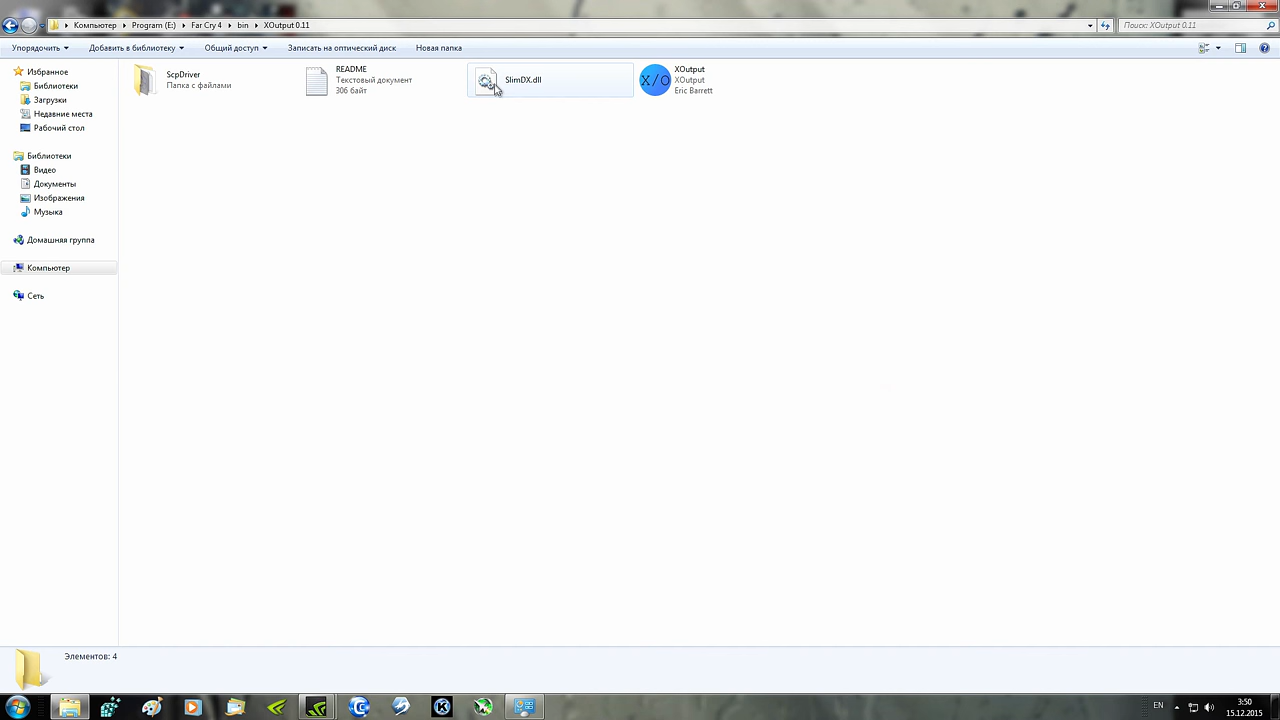 Компьютер ▸ Program (E:) ▸ Far Cry 4 ▸ bin ▸ XOutput 0.11
Поиск: XOutput 0.11
Упорядочить Добавить в библиотеку Общий доступ Записать на оптический диск Новая папка
Избранное
Библиотеки
Загрузки
Недавние места
Рабочий стол
Библиотеки
Видео
Документы
Изображения
Музыка
Домашняя группа
Компьютер
Сеть
ScpDriver
Папка с файлами
README
Текстовый документ
306 байт
SlimDX.dll
X/O
XOutput
XOutput
Eric Barrett
Элементов: 4
EN
3:50
15.12.2015